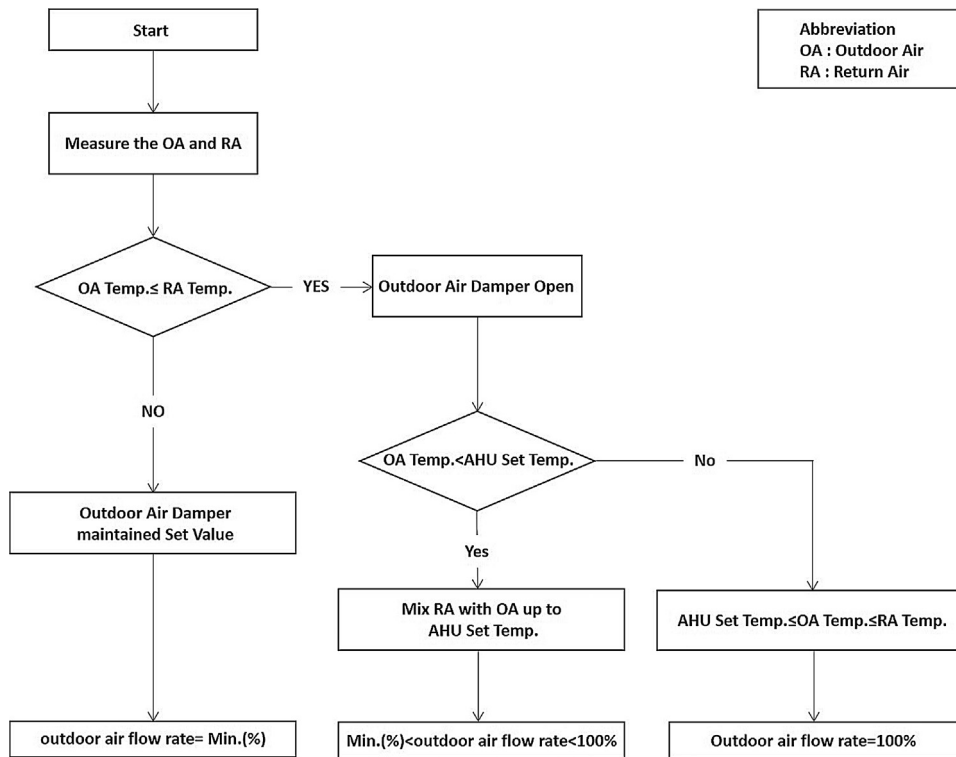 Start
Abbreviation
OA : Outdoor Air
RA : Return Air
Measure the OA and RA
OA Temp.≤ RA Temp.
YES
Outdoor Air Damper Open
NO
OA Temp.<AHU Set Temp.
No
Outdoor Air Damper
maintained Set Value
Yes
Mix RA with OA up to
AHU Set Temp.
AHU Set Temp.≤OA Temp.≤RA Temp.
outdoor air flow rate= Min.(%)
Min.(%)<outdoor air flow rate<100%
Outdoor air flow rate=100%